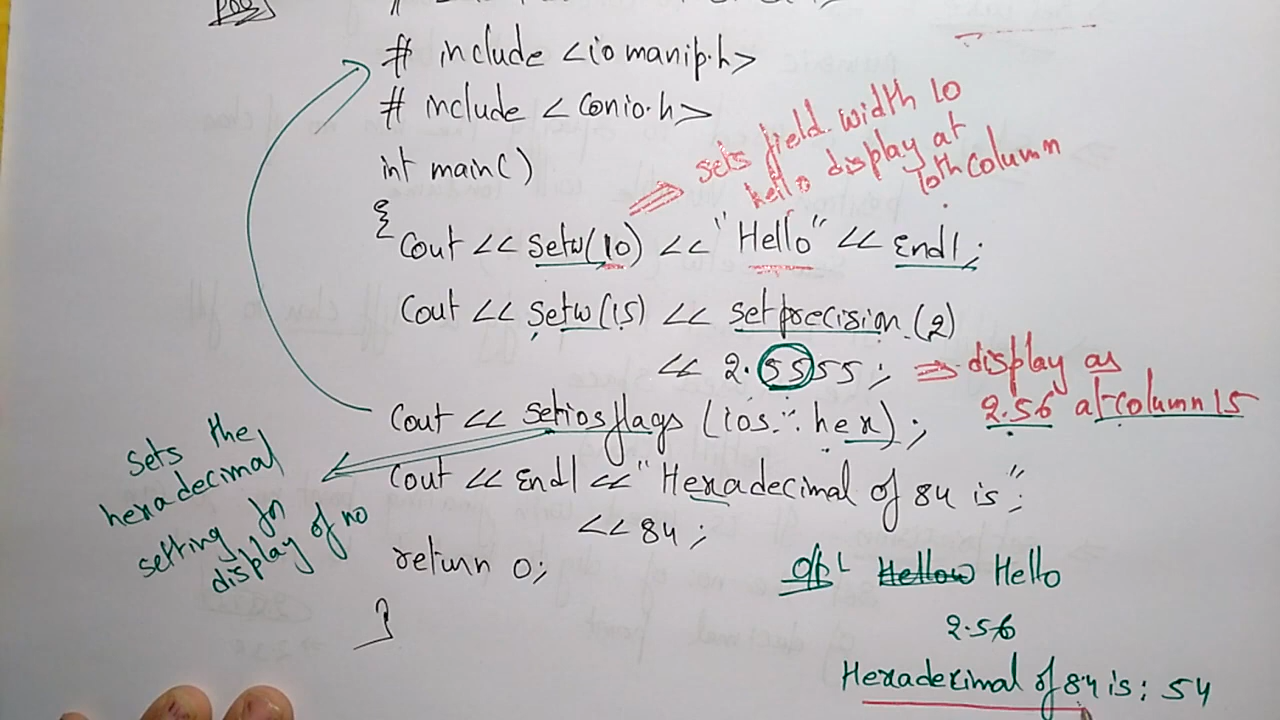 # include <iomanip.h>
# include <conio.h>
int main()
{
Cout << setw(10) << "Hello" << Endl;
=> sets field width 10
hello display at
10th Column
Cout << setw(15) << setprecision.(2)
<< 2.5555;
=> display as
2.56 at column 15
Cout << setiosflags (ios :: hex);
sets the
hexadecimal
setting for
display of no
Cout << Endl << "Hexadecimal of 84 is";
<< 84;
return 0;
}
O/P: Hellow Hello
2.56
Hexadecimal of 84 is: 54